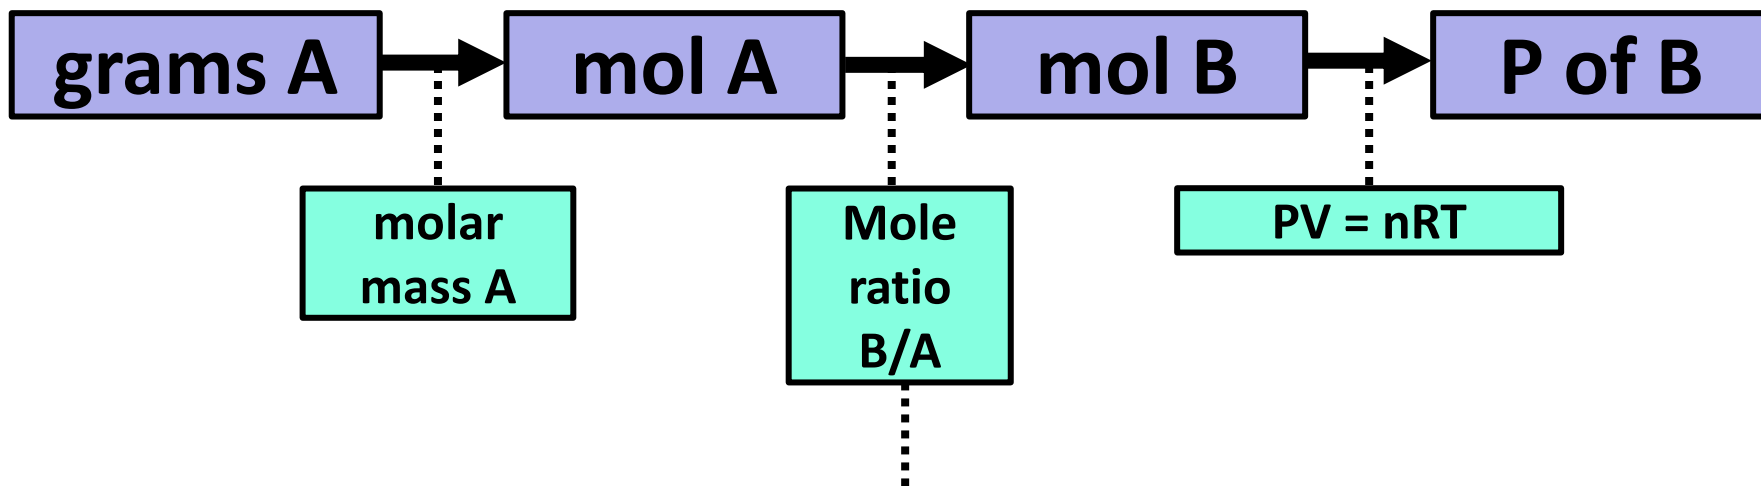 grams A
mol A
mol B
P of B
molar
mass A
Mole
ratio
B/A
PV = nRT